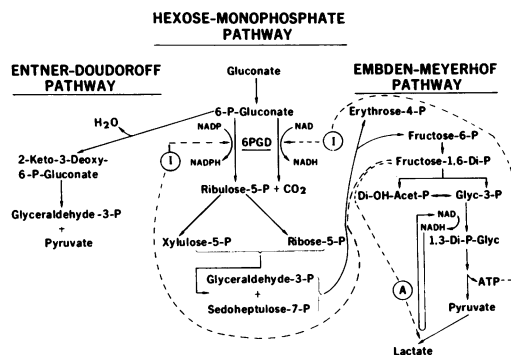 HEXOSE-MONOPHOSPHATE
PATHWAY
ENTNER-DOUDOROFF
PATHWAY
EMBDEN-MEYERHOF
PATHWAY
Gluconate
6-P-Gluconate
H₂O
NADP
NADPH
6PGD
NAD
NADH
I
I
2-Keto-3-Deoxy-
6-P-Gluconate
Glyceraldehyde-3-P
+
Pyruvate
Ribulose-5-P + CO₂
Xylulose-5-P
Ribose-5-P
Glyceraldehyde-3-P
+
Sedoheptulose-7-P
Erythrose-4-P
Fructose-6-P
Fructose-1,6-Di-P
Di-OH-Acet-P
Glyc-3-P
NAD
NADH
1,3-Di-P-Glyc
ATP
A
Pyruvate
Lactate